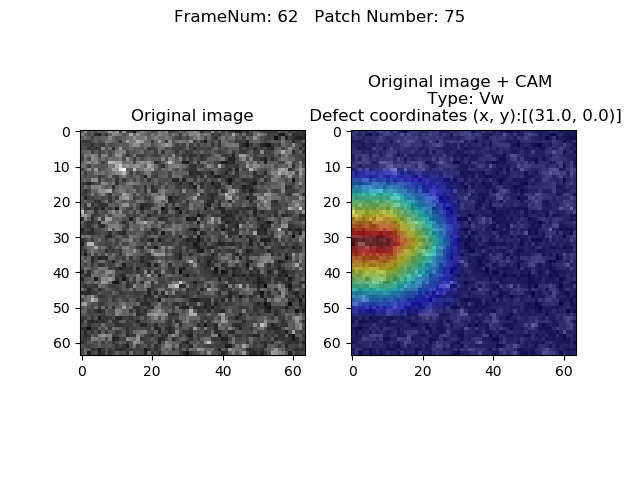 FrameNum: 62   Patch Number: 75
Original image
0
10
20
30
40
50
60
0 20 40 60
Original image + CAM
Type: Vw
Defect coordinates (x, y):[(31.0, 0.0)]
0
10
20
30
40
50
60
0 20 40 60